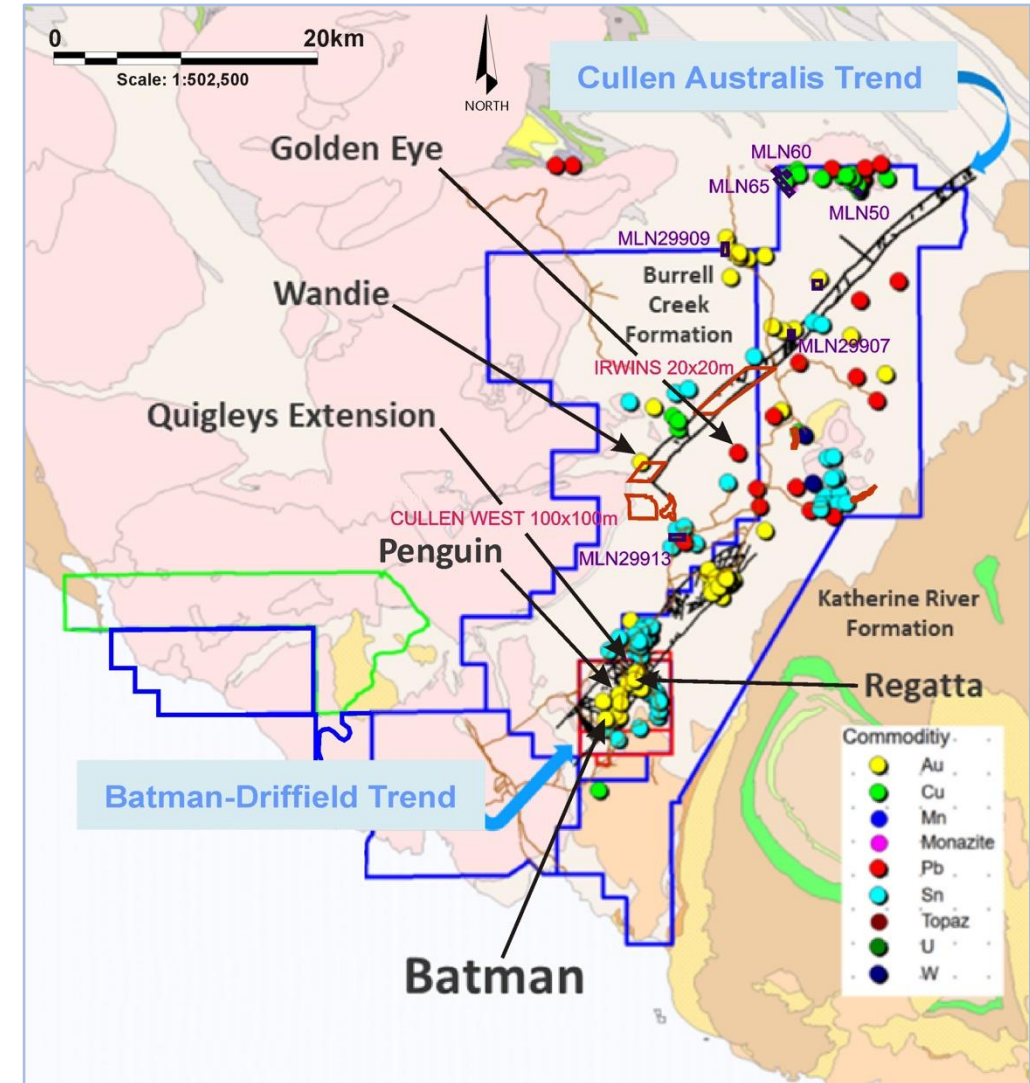 0 20km
Scale: 1:502,500
NORTH
Cullen Australis Trend
Golden Eye
MLN60
MLN65
MLN50
MLN29909
Wandie
Burrell
Creek
Formation
MLN29907
IRWINS 20x20m
Quigleys Extension
CULLEN WEST 100x100m
Penguin
MLN29913
Katherine River
Formation
Regatta
Batman-Driffield Trend
Batman
Commoditiy
Au
Cu
Mn
Monazite
Pb
Sn
Topaz
U
W